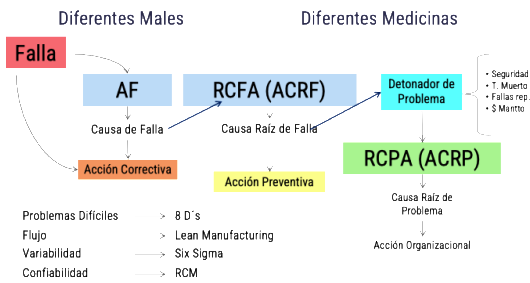 Diferentes Males
Diferentes Medicinas
Falla
AF
RCFA (ACRF)
Detonador de
Problema
• Seguridad
• T. Muerto
• Fallas rep.
• $ Mantto
Causa de Falla
Causa Raíz de Falla
RCPA (ACRP)
Acción Correctiva
Acción Preventiva
Causa Raíz de
Problema
Acción Organizacional
Problemas Difíciles
8 D´s
Flujo
Lean Manufacturing
Variabilidad
Six Sigma
Confiabilidad
RCM